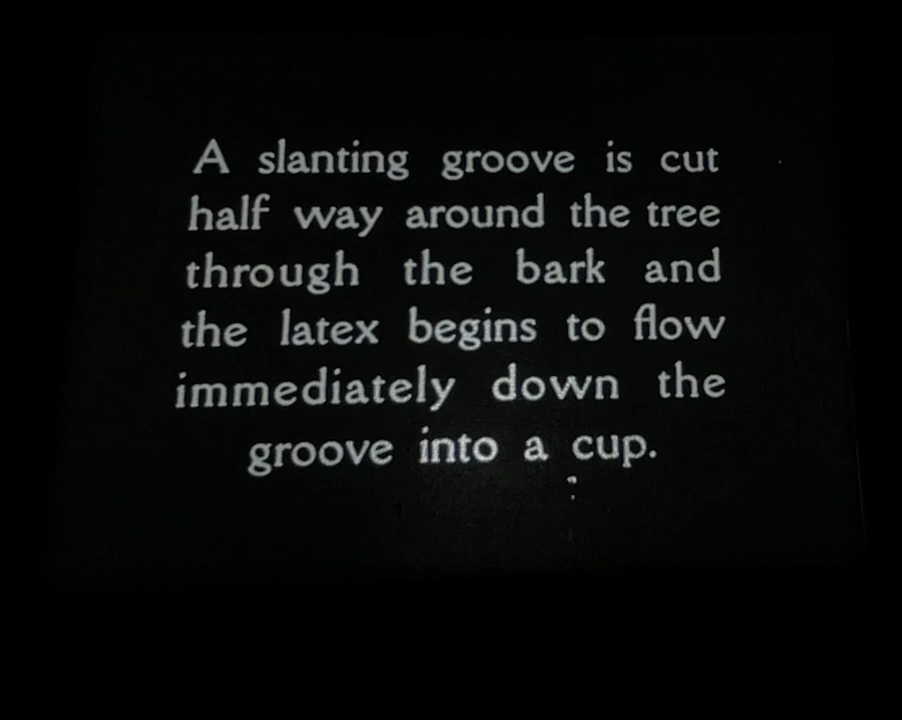 A slanting groove is cut
half way around the tree
through the bark and
the latex begins to flow
immediately down the
groove into a cup.